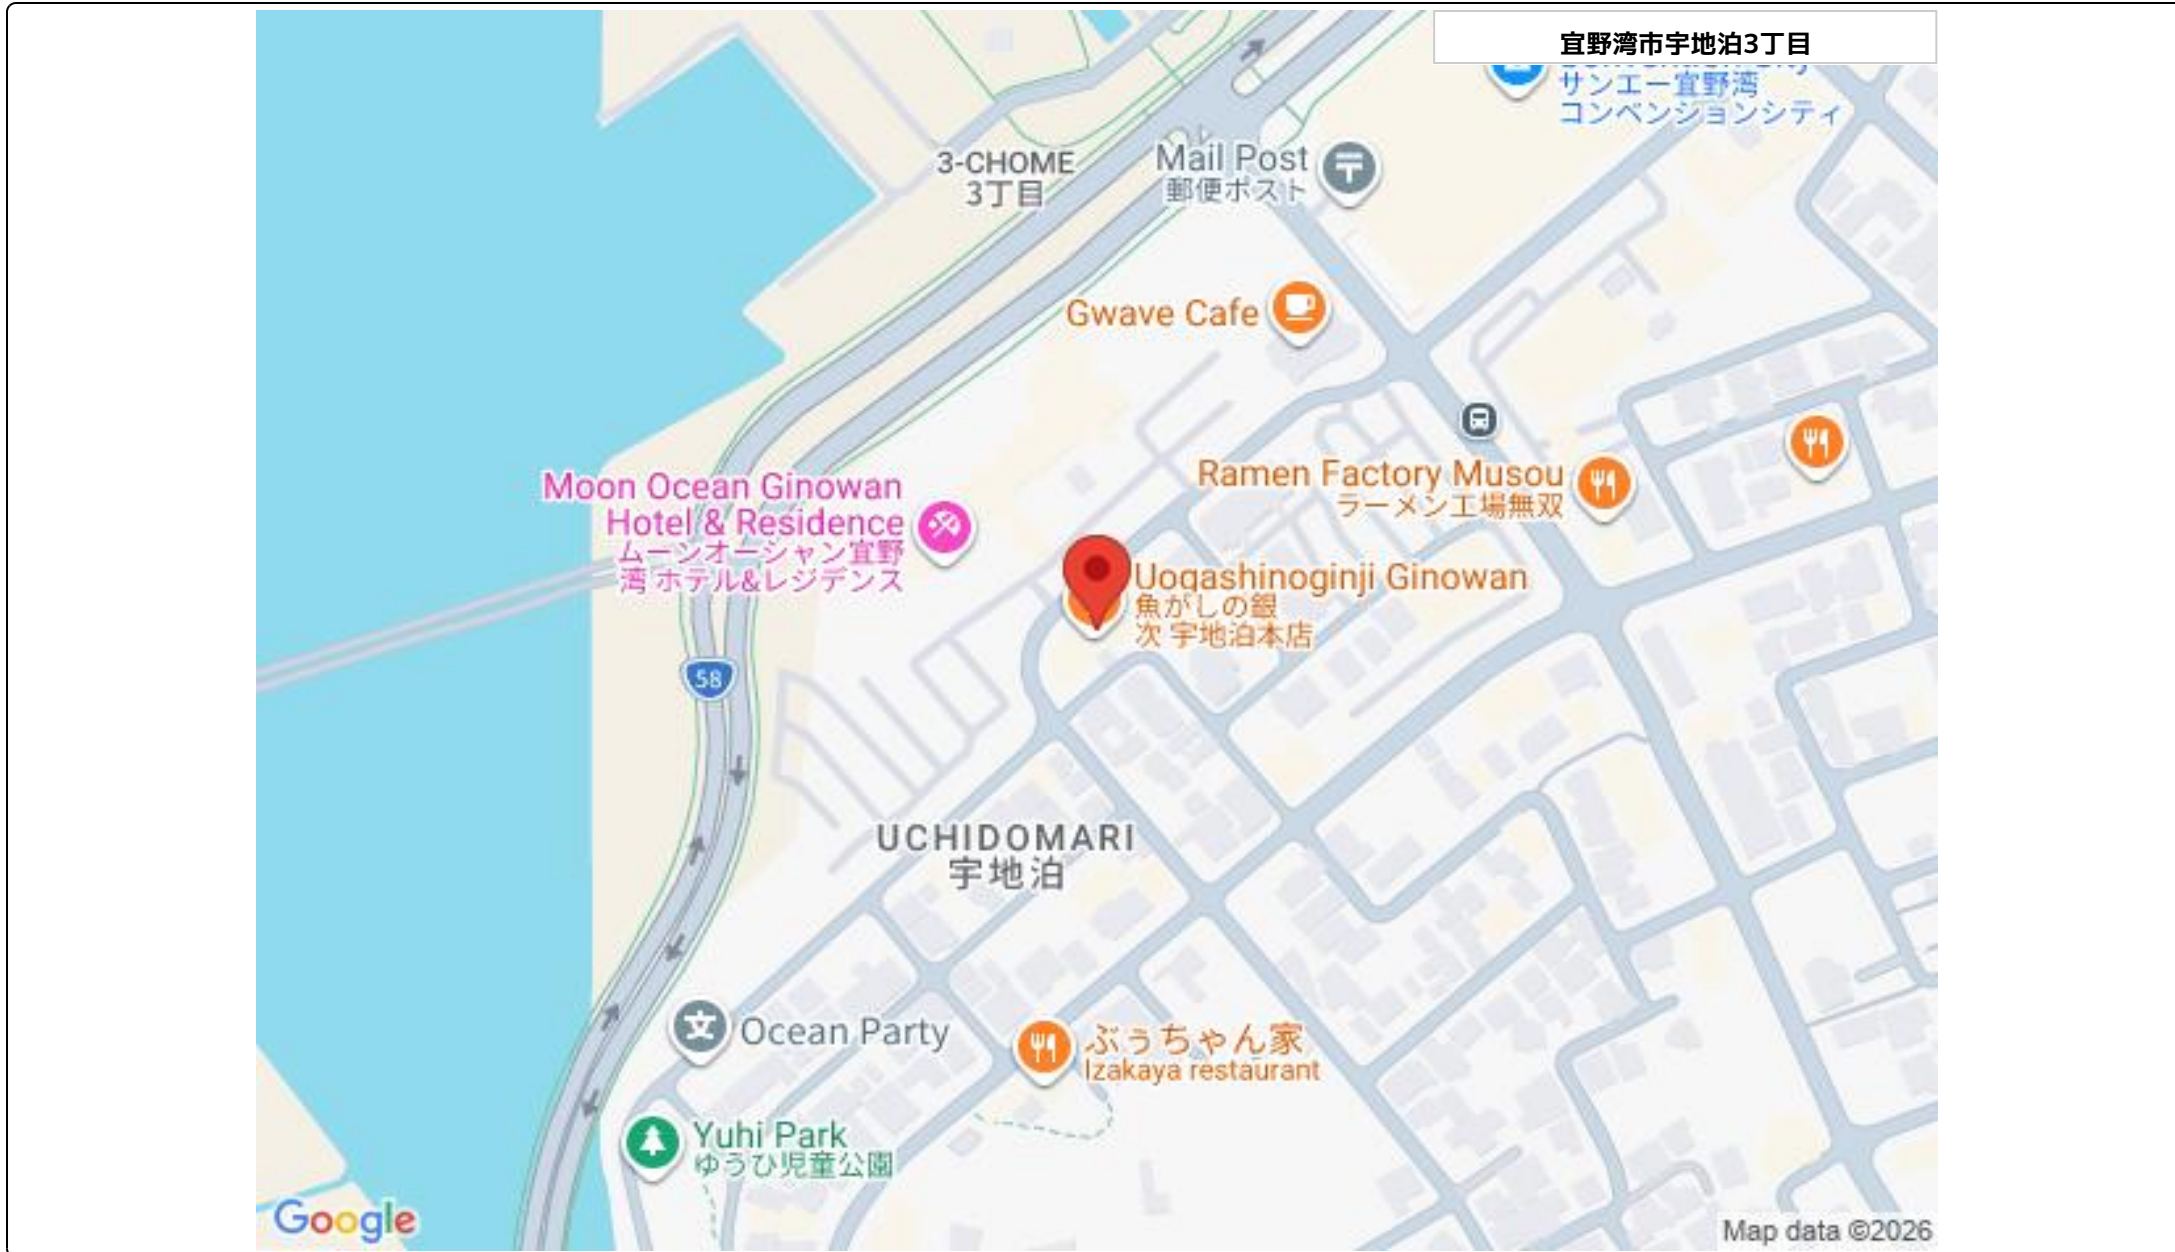 宜野湾市宇地泊3丁目
サンエー宜野湾
コンベンションシティ
3-CHOME
3丁目
Mail Post
郵便ポスト
Gwave Cafe
Ramen Factory Musou
ラーメン工場無双
Moon Ocean Ginowan
Hotel & Residence
ムーンオーシャン宜野
湾 ホテル&レジデンス
Uogashinoginji Ginowan
魚がしの銀
次 宇地泊本店
58
UCHIDOMARI
宇地泊
文
Ocean Party
ぶぅちゃん家
Izakaya restaurant
Yuhi Park
ゆうひ児童公園
Google
Map data ©2026